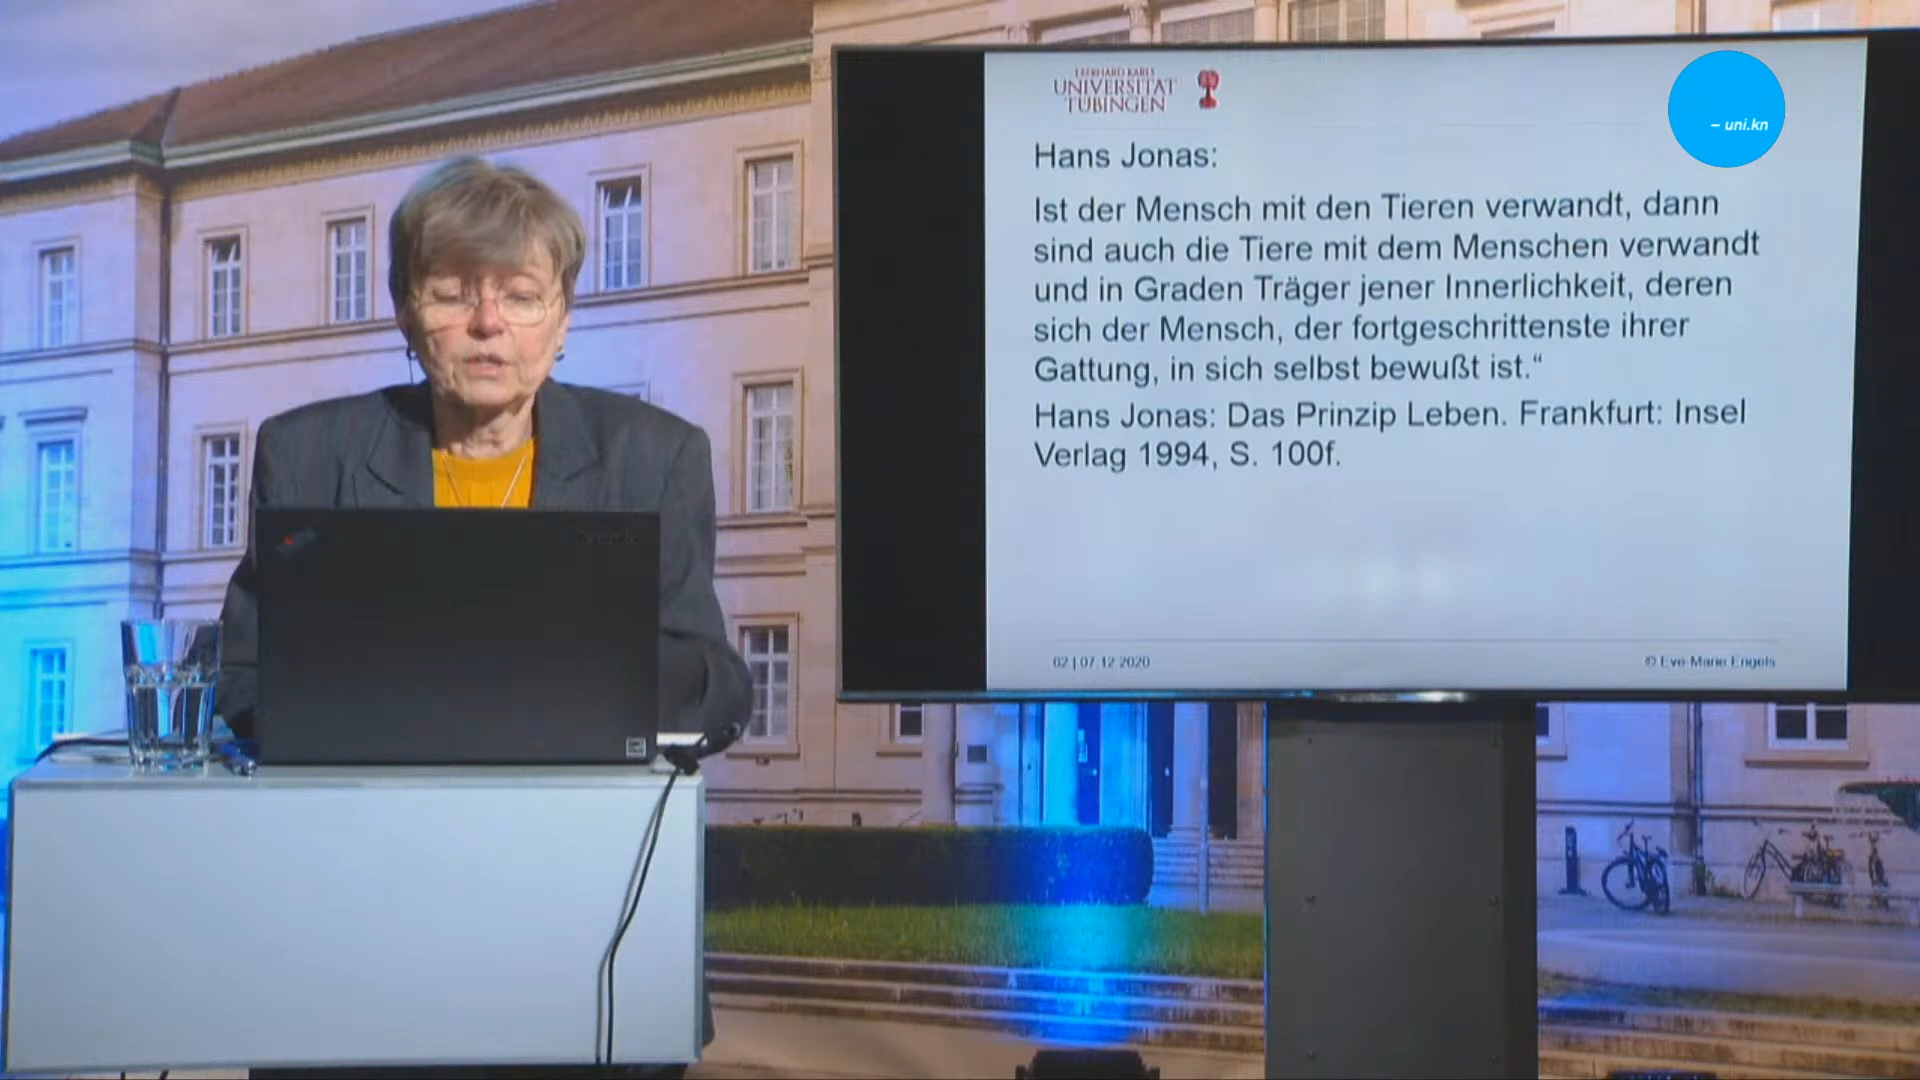 EBERHARD KARLS
UNIVERSITÄT
TÜBINGEN
– uni.kn
Hans Jonas:
Ist der Mensch mit den Tieren verwandt, dann
sind auch die Tiere mit dem Menschen verwandt
und in Graden Träger jener Innerlichkeit, deren
sich der Mensch, der fortgeschrittenste ihrer
Gattung, in sich selbst bewußt ist.“
Hans Jonas: Das Prinzip Leben. Frankfurt: Insel
Verlag 1994, S. 100f.
62 | 07.12.2020
© Eve-Marie Engels